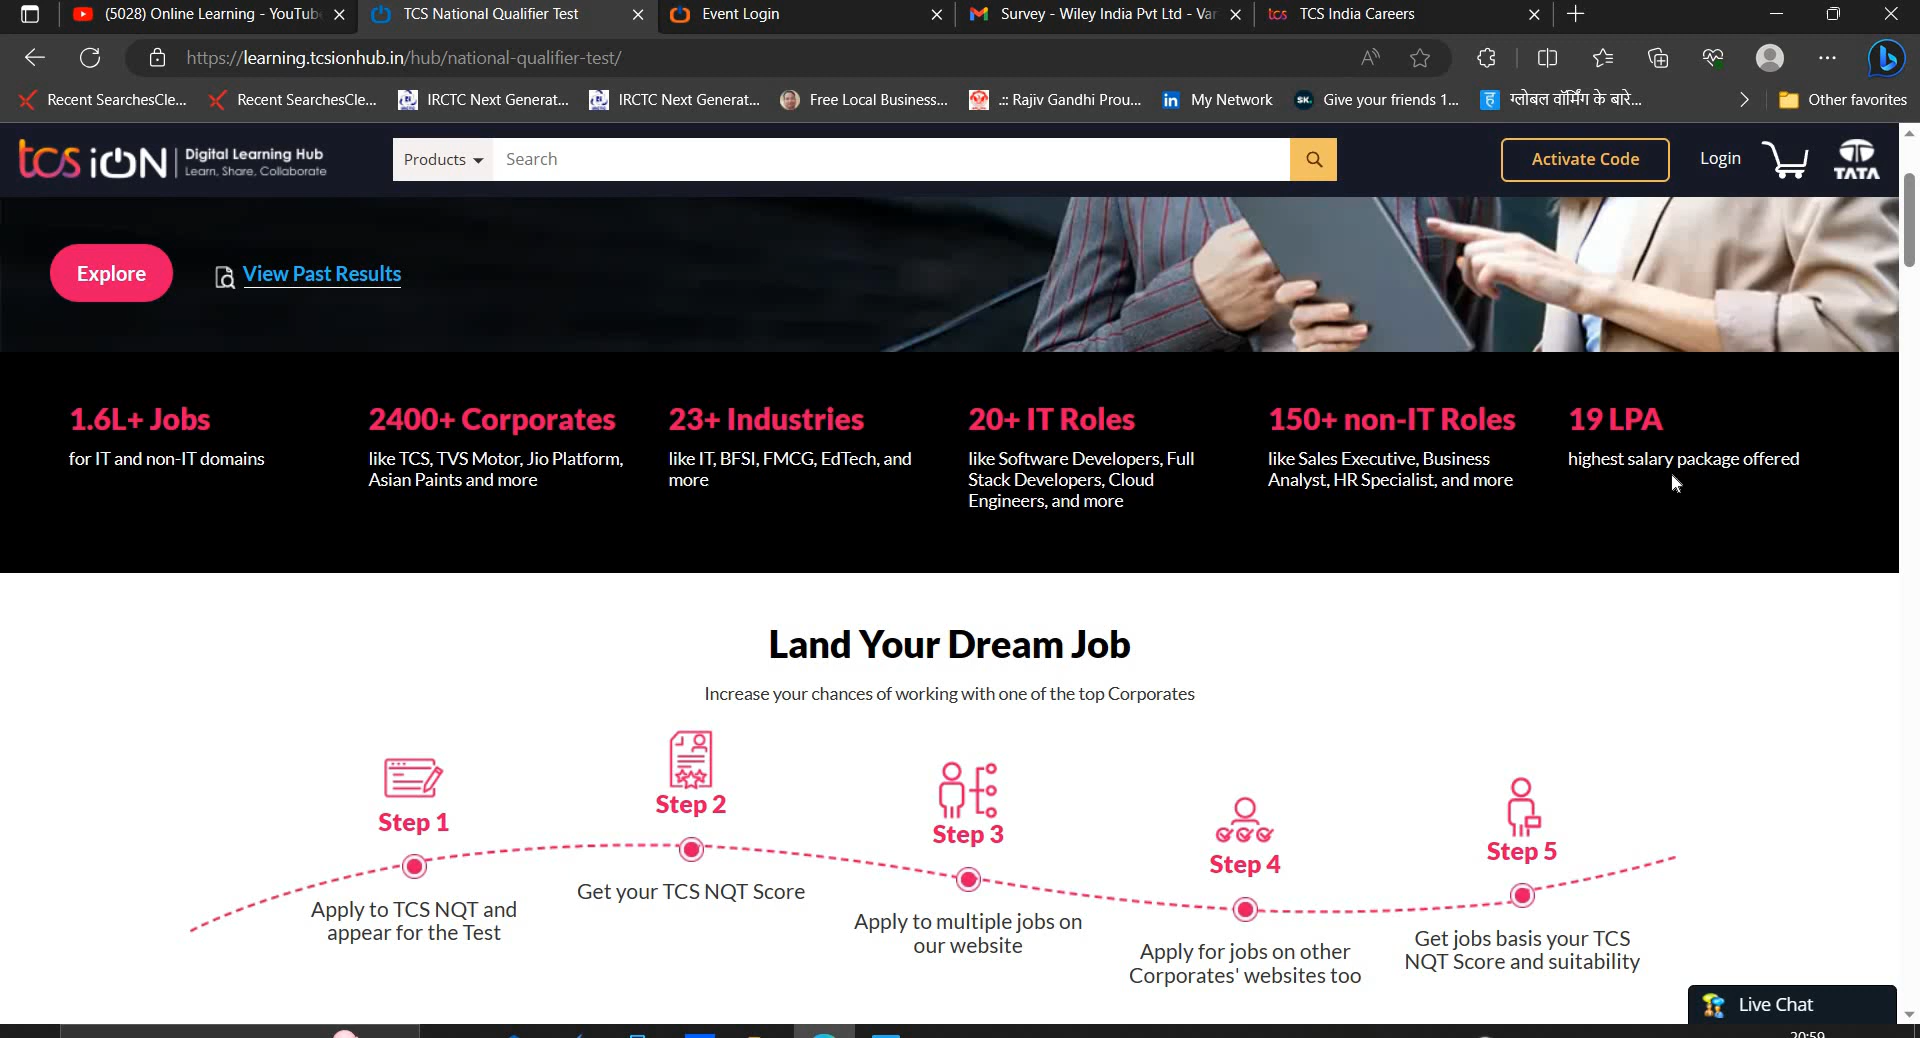 (5028) Online Learning - YouTub
TCS National Qualifier Test
Event Login
Survey - Wiley India Pvt Ltd - Var
tcs TCS India Careers
https://learning.tcsionhub.in/hub/national-qualifier-test/
Recent SearchesCle...
Recent SearchesCle...
IRCTC Next Generat...
IRCTC Next Generat...
Free Local Business...
.:: Rajiv Gandhi Prou...
in My Network
SK. Give your friends 1...
ह ग्लोबल वॉर्मिंग के बारे...
Other favorites
tcs iON
Digital Learning Hub
Learn, Share, Collaborate
Products
Search
Activate Code
Login
TATA
Explore
View Past Results
1.6L+ Jobs
for IT and non-IT domains
2400+ Corporates
like TCS, TVS Motor, Jio Platform,
Asian Paints and more
23+ Industries
like IT, BFSI, FMCG, EdTech, and
more
20+ IT Roles
like Software Developers, Full
Stack Developers, Cloud
Engineers, and more
150+ non-IT Roles
like Sales Executive, Business
Analyst, HR Specialist, and more
19 LPA
highest salary package offered
Land Your Dream Job
Increase your chances of working with one of the top Corporates
Step 1
Apply to TCS NQT and
appear for the Test
Step 2
Get your TCS NQT Score
Step 3
Apply to multiple jobs on
our website
Step 4
Apply for jobs on other
Corporates' websites too
Step 5
Get jobs basis your TCS
NQT Score and suitability
Live Chat
20:59